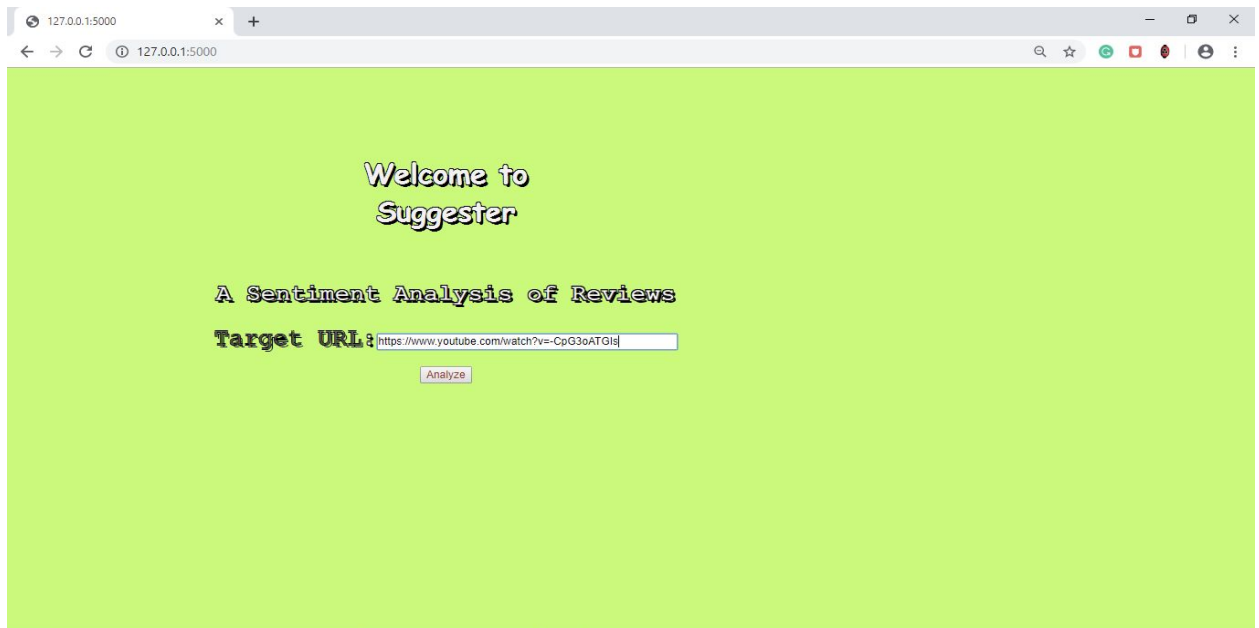 127.0.0.1:5000
127.0.0.1:5000
Welcome to
Suggester
A Sentiment Analysis of Reviews
Target URL: https://www.youtube.com/watch?v=-CpG3oATGIs
Analyze